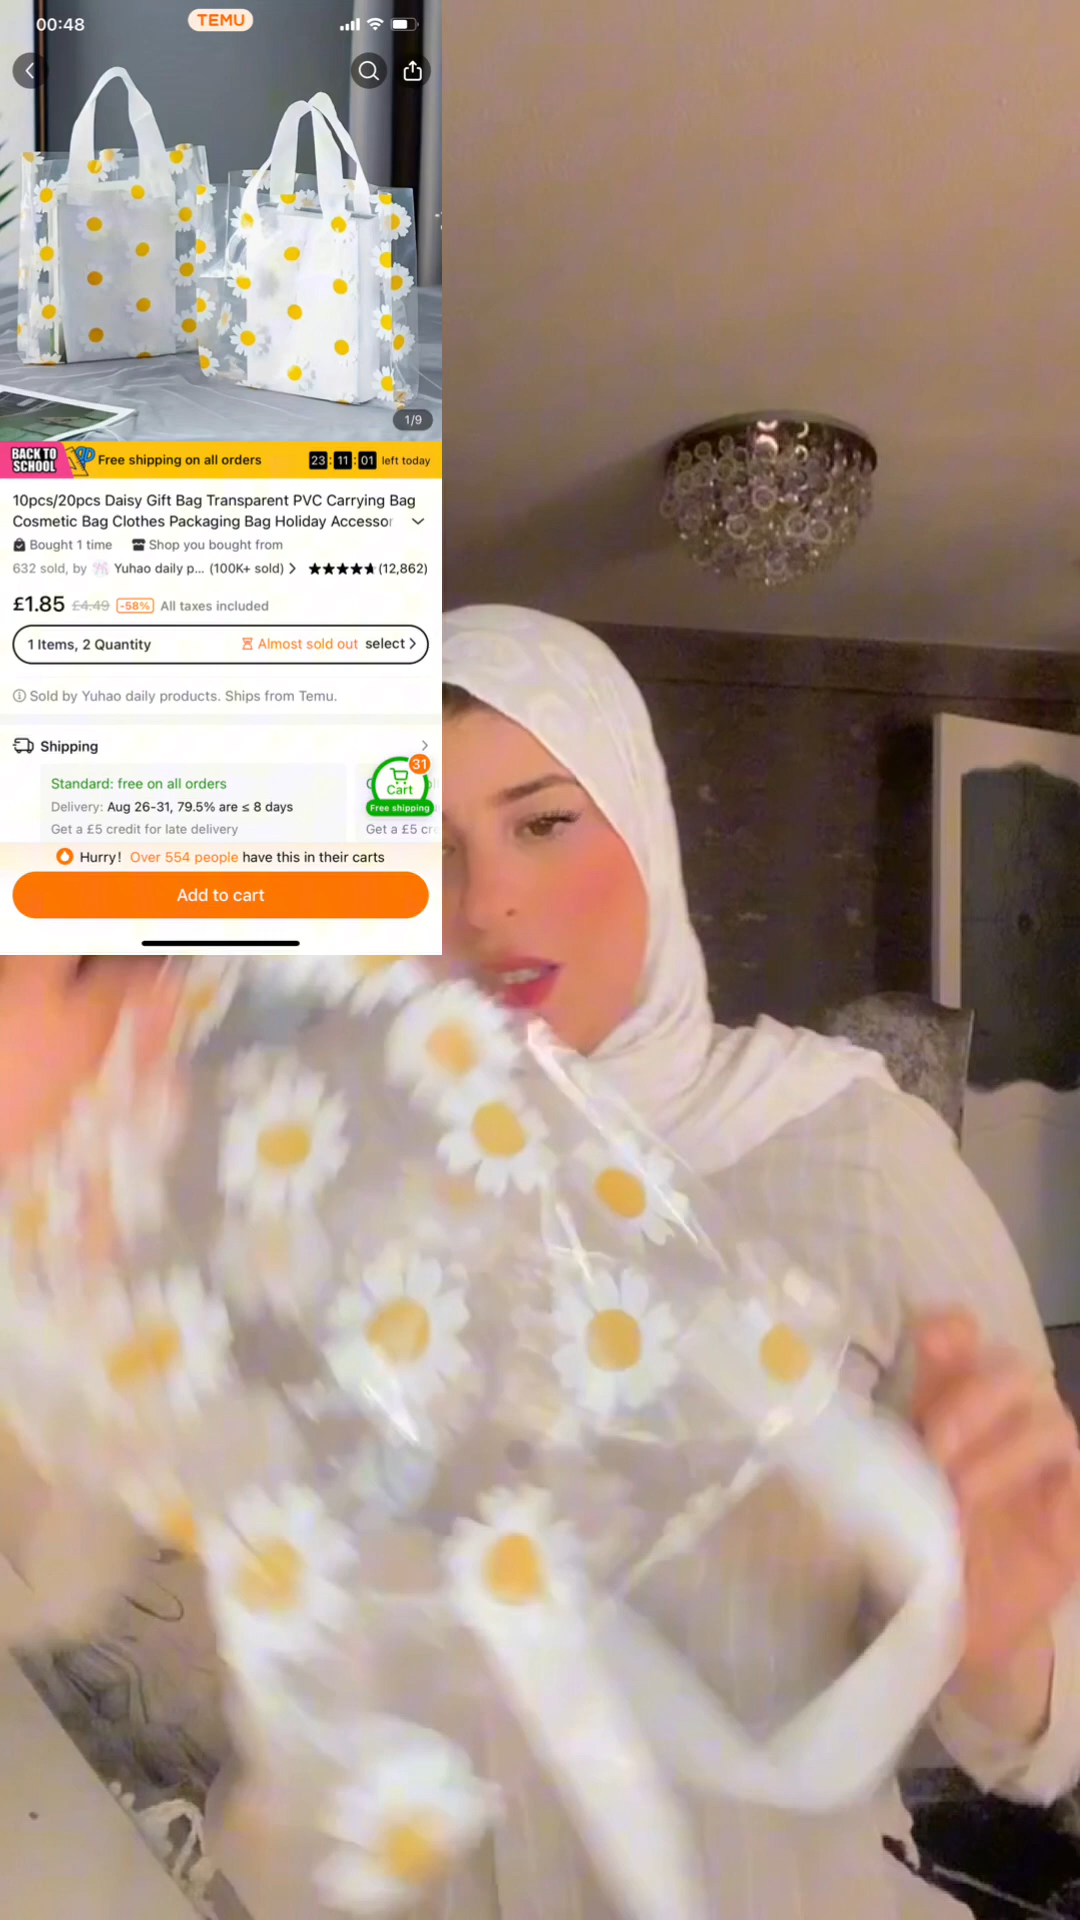 00:48
TEMU
1/9
BACK TO
SCHOOL
Free shipping on all orders
23:11:01 left today
10pcs/20pcs Daisy Gift Bag Transparent PVC Carrying Bag
Cosmetic Bag Clothes Packaging Bag Holiday Accessor
Bought 1 time Shop you bought from
632 sold, by Yuhao daily p... (100K+ sold) (12,862)
£1.85 £4.49 -58% All taxes included
1 Items, 2 Quantity Almost sold out select
Sold by Yuhao daily products. Ships from Temu.
Shipping
31
Cart
Free shipping
Standard: free on all orders
Delivery: Aug 26-31, 79.5% are ≤ 8 days
Get a £5 credit for late delivery
Get a £5 cr
Hurry! Over 554 people have this in their carts
Add to cart